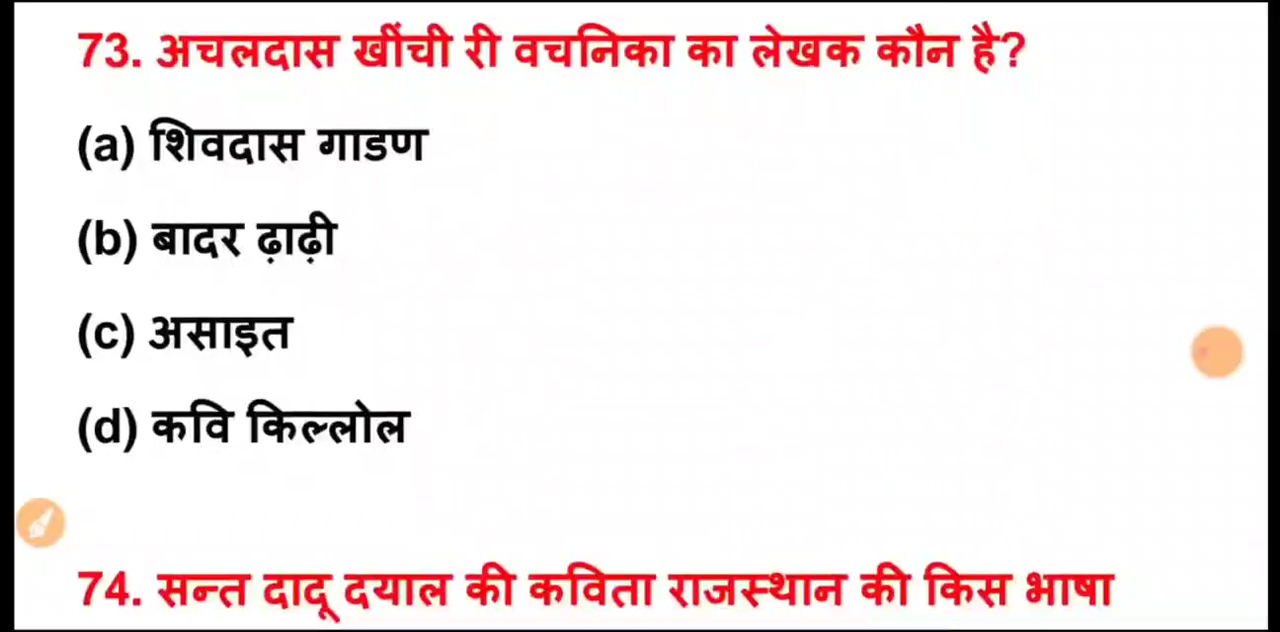 73. अचलदास खींची री वचनिका का लेखक कौन है?
(a) शिवदास गाडण
(b) बादर ढ़ाढ़ी
(c) असाइत
(d) कवि किल्लोल
74. सन्त दादू दयाल की कविता राजस्थान की किस भाषा